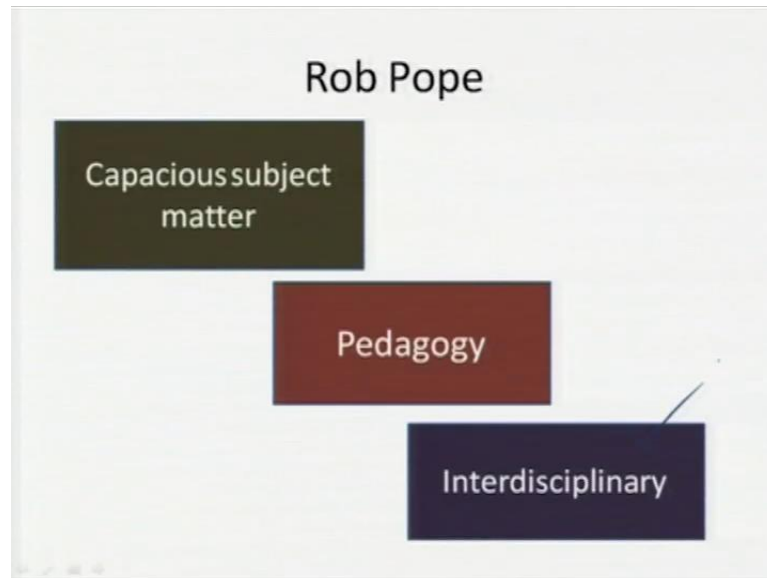 Rob Pope
Capacious subject
matter
Pedagogy
Interdisciplinary